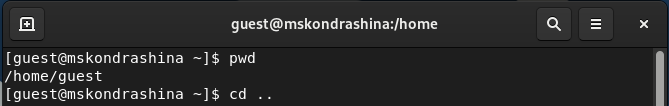 guest@mskondrashina:/home
[guest@mskondrashina ~]$ pwd
/home/guest
[guest@mskondrashina ~]$ cd ..